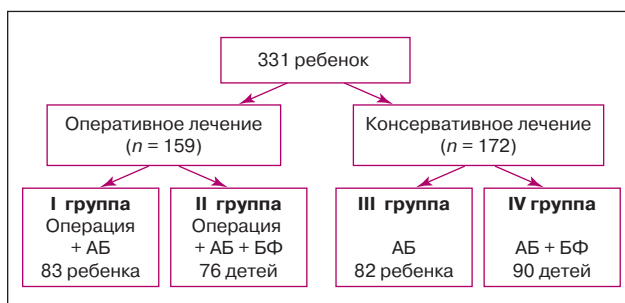 331 ребенок
Оперативное лечение
(n = 159)
Консервативное лечение
(n = 172)
I группа
Операция
+ АБ
83 ребенка
II группа
Операция
+ АБ + БФ
76 детей
III группа
АБ
82 ребенка
IV группа
АБ + БФ
90 детей